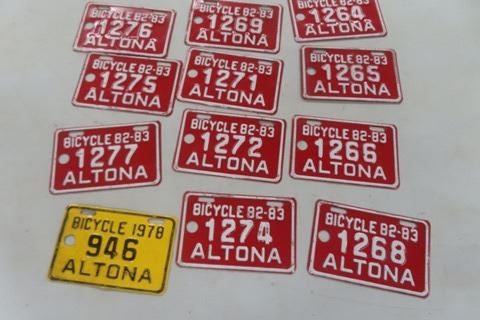 BICYCLE 82-83
1276
ALTONA
BICYCLE 82-83
1269
ALTONA
BICYCLE 82-83
1264
ALTONA
BICYCLE 82-83
1275
ALTONA
BICYCLE 82-83
1271
ALTONA
BICYCLE 82-83
1265
ALTONA
BICYCLE 82-83
1277
ALTONA
BICYCLE 82-83
1272
ALTONA
BICYCLE 82-83
1266
ALTONA
BICYCLE 1978
946
ALTONA
BICYCLE 82-83
1274
ALTONA
BICYCLE 82-83
1268
ALTONA